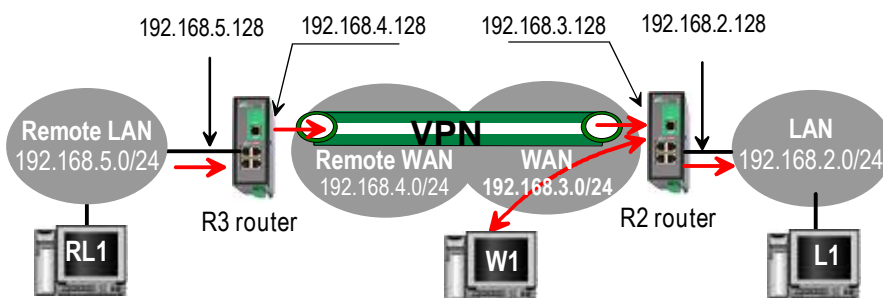 192.168.5.128
192.168.4.128
192.168.3.128
192.168.2.128
Remote LAN
192.168.5.0/24
VPN
Remote WAN
192.168.4.0/24
WAN
192.168.3.0/24
LAN
192.168.2.0/24
R3 router
R2 router
RL1
W1
L1